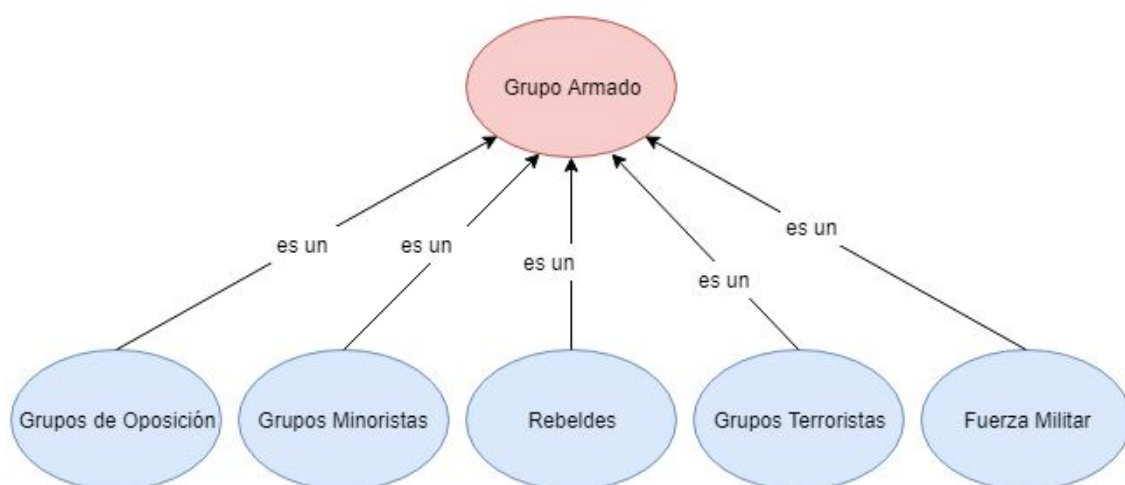 Grupo Armado
es un
es un
es un
es un
es un
Grupos de Oposición
Grupos Minoristas
Rebeldes
Grupos Terroristas
Fuerza Militar